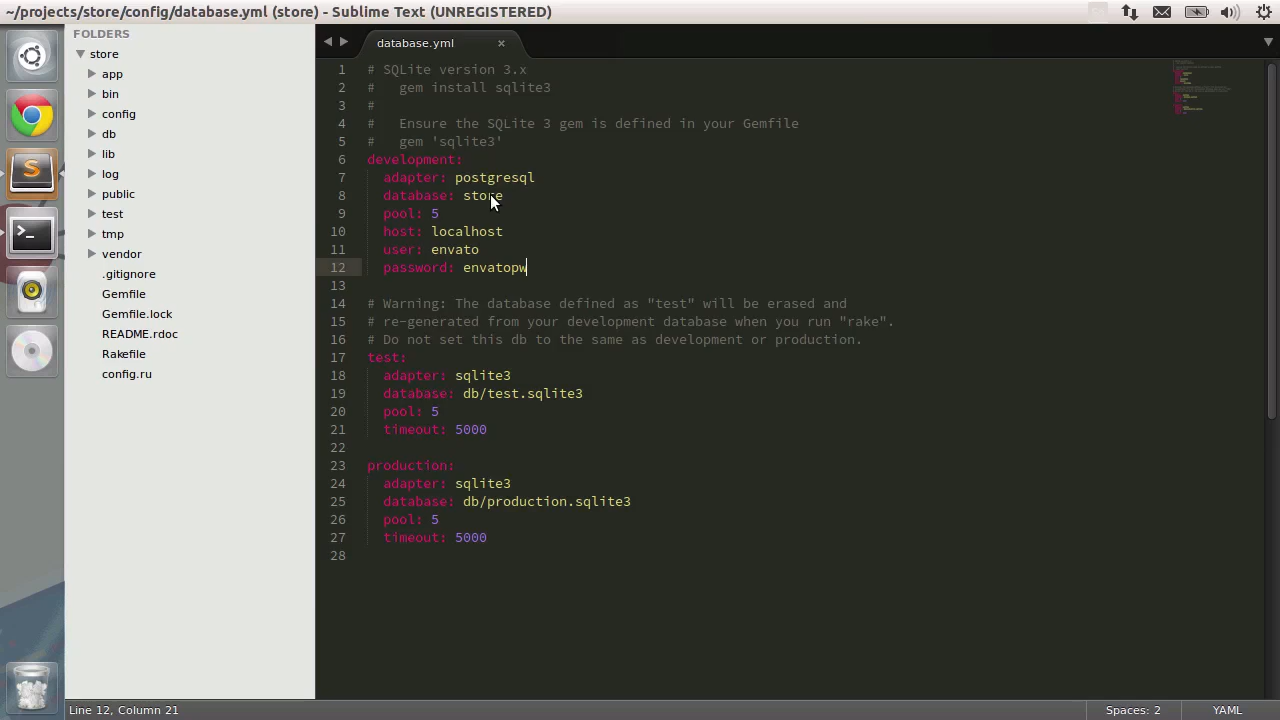 ~/projects/store/config/database.yml (store) - Sublime Text (UNREGISTERED)
FOLDERS
store
app
bin
config
db
lib
log
public
test
tmp
vendor
.gitignore
Gemfile
Gemfile.lock
README.rdoc
Rakefile
config.ru
database.yml ×
1 # SQLite version 3.x
2 #   gem install sqlite3
3 #
4 #   Ensure the SQLite 3 gem is defined in your Gemfile
5 #   gem 'sqlite3'
6 development:
7   adapter: postgresql
8   database: store
9   pool: 5
10   host: localhost
11   user: envato
12   password: envatopw
13
14 # Warning: The database defined as "test" will be erased and
15 # re-generated from your development database when you run "rake".
16 # Do not set this db to the same as development or production.
17 test:
18   adapter: sqlite3
19   database: db/test.sqlite3
20   pool: 5
21   timeout: 5000
22
23 production:
24   adapter: sqlite3
25   database: db/production.sqlite3
26   pool: 5
27   timeout: 5000
28
Line 12, Column 21
Spaces: 2
YAML